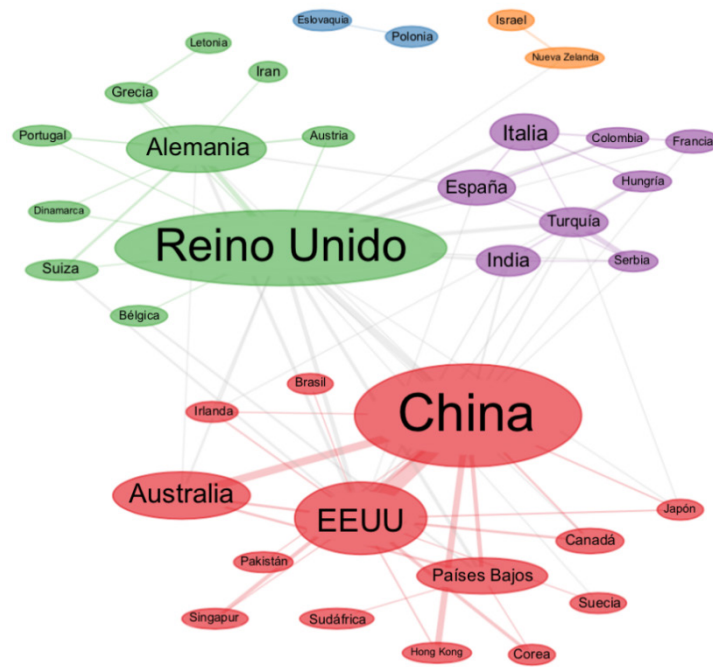 Eslovaquia
Polonia
Israel
Nueva Zelanda
Letonia
Iran
Grecia
Portugal
Alemania
Austria
Dinamarca
Reino Unido
Suiza
Bélgica
Italia
Colombia
Francia
España
Hungría
Turquía
India
Serbia
Brasil
Irlanda
China
Australia
EEUU
Japón
Canadá
Pakistán
Países Bajos
Singapur
Sudáfrica
Suecia
Hong Kong
Corea